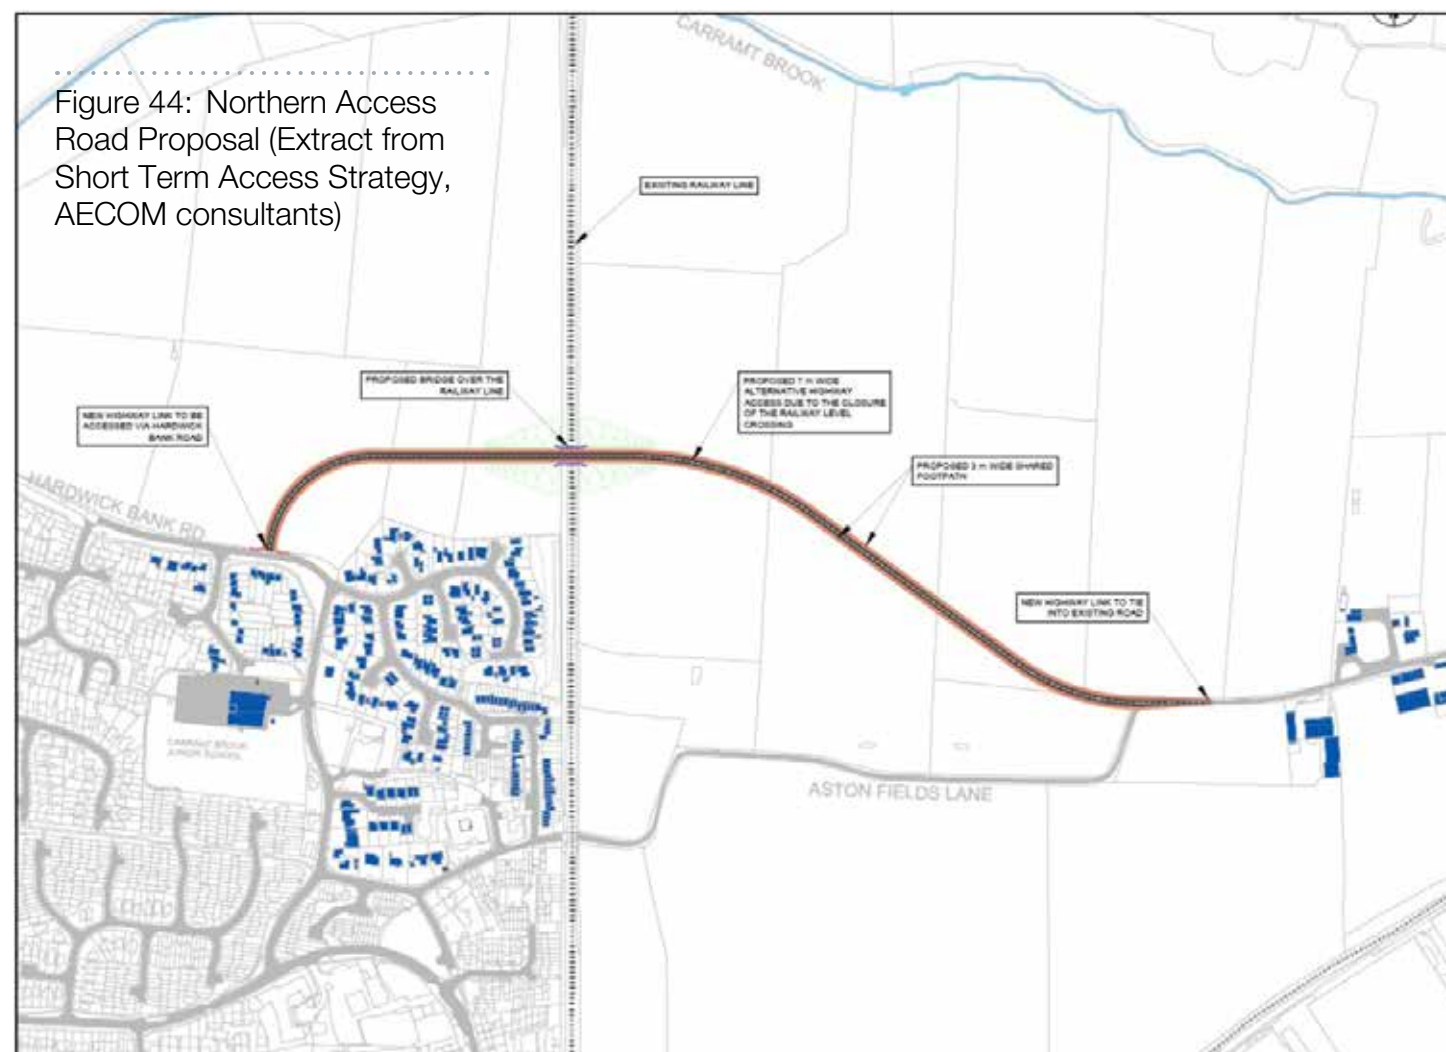 Figure 44: Northern Access
Road Proposal (Extract from
Short Term Access Strategy,
AECOM consultants)
CARRAMT BROOK
EXISTING RAILWAY LINE
PROPOSED BRIDGE OVER THE
RAILWAY LINE
PROPOSED 7 m WIDE
ALTERNATIVE HIGHWAY
ACCESS DUE TO THE CLOSURE
OF THE RAILWAY LEVEL
CROSSING
NEW HIGHWAY LINK TO BE
ACCESSED VIA HARDWICK
BANK ROAD
PROPOSED 3 m WIDE SHARED
FOOTPATH
HARDWICK BANK RD
NEW HIGHWAY LINK TO TIE
INTO EXISTING ROAD
BROOK
JUNIOR SCHOOL
ASTON FIELDS LANE